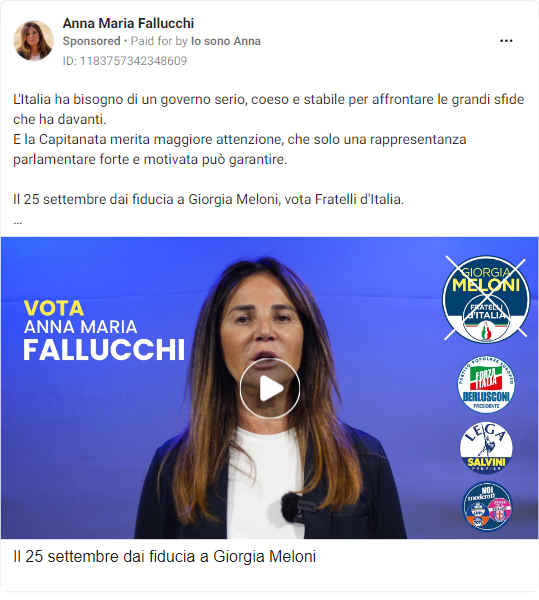 Anna Maria Fallucchi
Sponsored • Paid for by Io sono Anna
ID: 1183757342348609
L'Italia ha bisogno di un governo serio, coeso e stabile per affrontare le grandi sfide
che ha davanti.
E la Capitanata merita maggiore attenzione, che solo una rappresentanza
parlamentare forte e motivata può garantire.
Il 25 settembre dai fiducia a Giorgia Meloni, vota Fratelli d'Italia.
...
VOTA
ANNA MARIA
FALLUCCHI
GIORGIA
MELONI
FRATELLI
d'ITALIA
PARTITO POPOLARE EUROPEO
FORZA
ITALIA
BERLUSCONI
PRESIDENTE
LEGA
SALVINI
PREMIER
NOI
moderati
Il 25 settembre dai fiducia a Giorgia Meloni